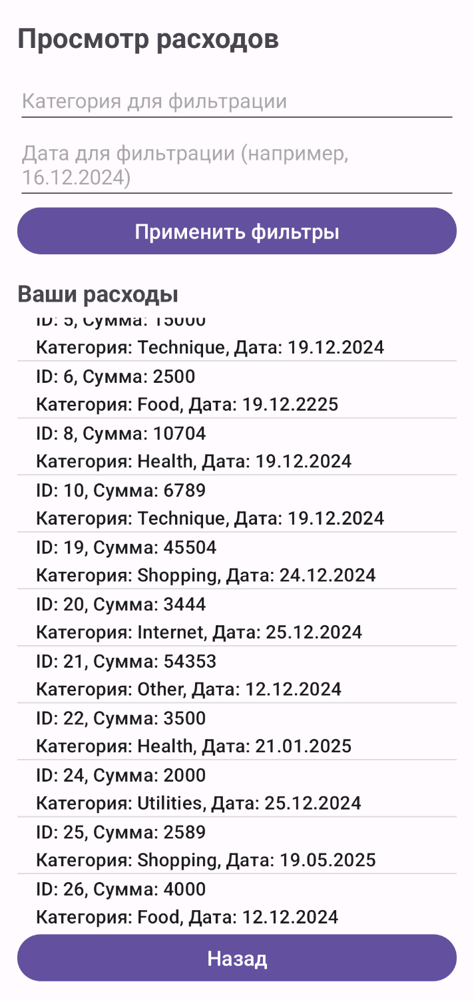 Просмотр расходов
Категория для фильтрации
Дата для фильтрации (например,
16.12.2024)
Применить фильтры
Ваши расходы
ID: 5, Сумма: 15000
Категория: Technique, Дата: 19.12.2024
ID: 6, Сумма: 2500
Категория: Food, Дата: 19.12.2225
ID: 8, Сумма: 10704
Категория: Health, Дата: 19.12.2024
ID: 10, Сумма: 6789
Категория: Technique, Дата: 19.12.2024
ID: 19, Сумма: 45504
Категория: Shopping, Дата: 24.12.2024
ID: 20, Сумма: 3444
Категория: Internet, Дата: 25.12.2024
ID: 21, Сумма: 54353
Категория: Other, Дата: 12.12.2024
ID: 22, Сумма: 3500
Категория: Health, Дата: 21.01.2025
ID: 24, Сумма: 2000
Категория: Utilities, Дата: 25.12.2024
ID: 25, Сумма: 2589
Категория: Shopping, Дата: 19.05.2025
ID: 26, Сумма: 4000
Категория: Food, Дата: 12.12.2024
Назад